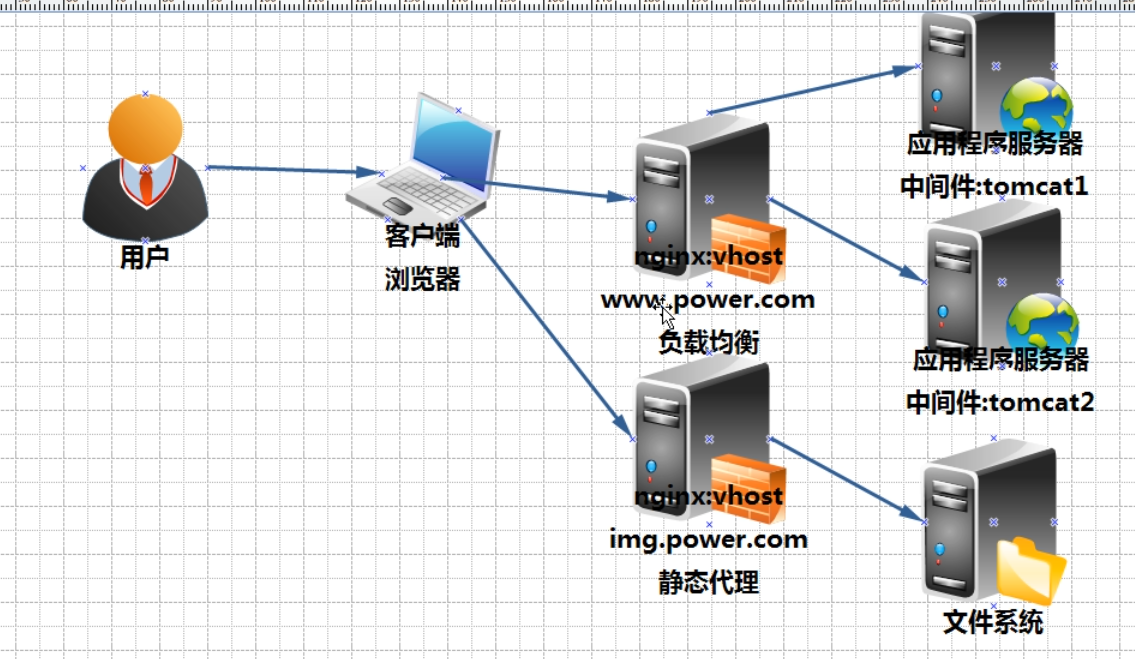 用户
客户端
浏览器
nginx:vhost
www.power.com
负载均衡
nginx:vhost
img.power.com
静态代理
应用程序服务器
中间件:tomcat1
应用程序服务器
中间件:tomcat2
文件系统